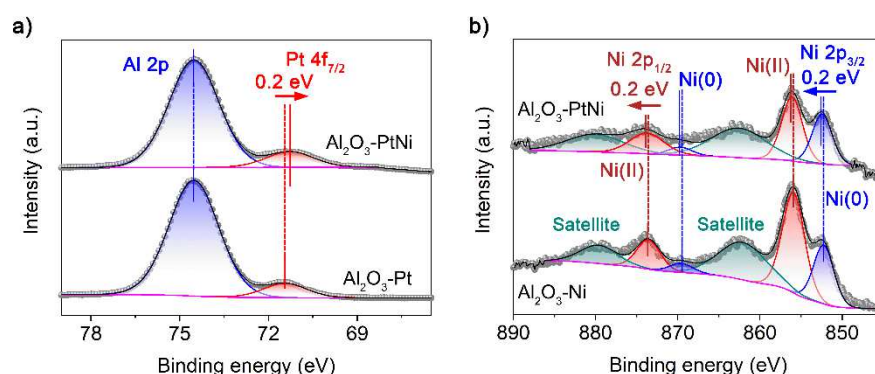 a)
Al 2p
Pt 4f7/2
0.2 eV
Al2O3-PtNi
Al2O3-Pt
Intensity (a.u.)
78
75
72
69
Binding energy (eV)
b)
Ni 2p1/2
0.2 eV
Ni(0)
Ni(II)
Ni 2p3/2
0.2 eV
Al2O3-PtNi
Ni(II)
Ni(0)
Satellite
Satellite
Al2O3-Ni
Intensity (a.u.)
890
880
870
860
850
Binding energy (eV)